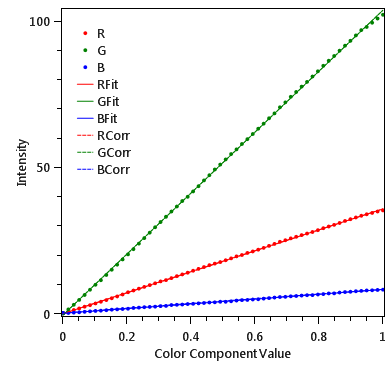 100
R
G
B
RFit
GFit
BFit
RCorr
GCorr
BCorr
50
0
Intensity
0 0.2 0.4 0.6 0.8 1
Color Component Value